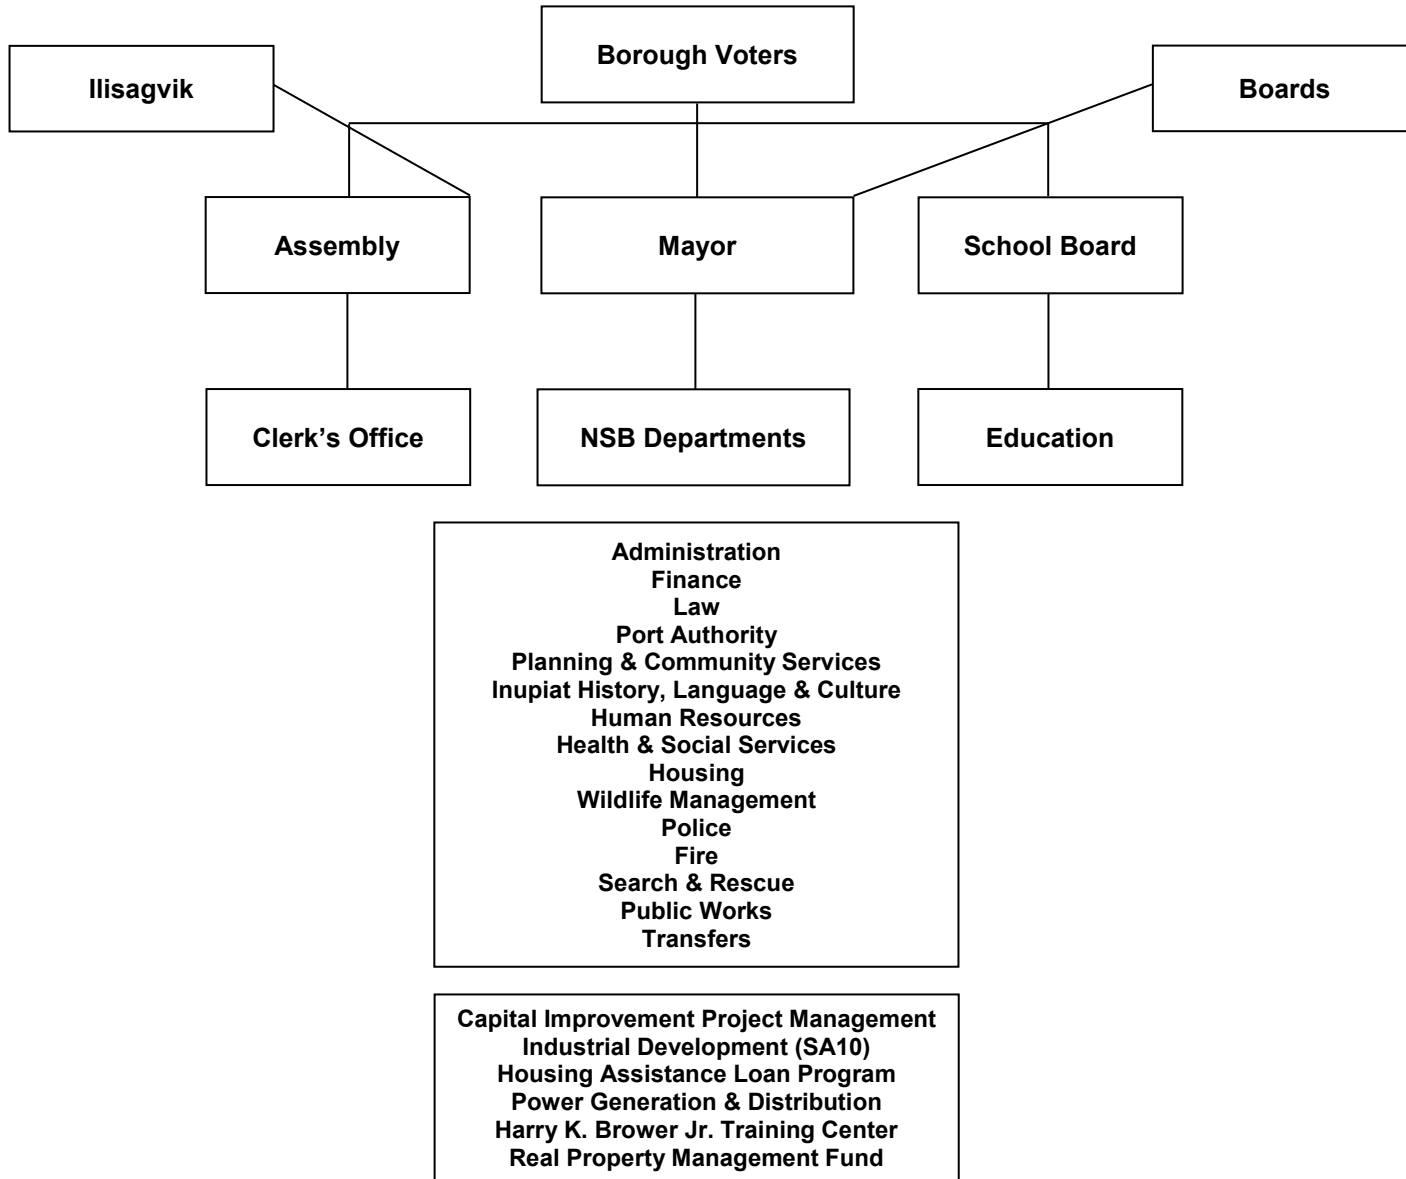 Borough Voters
Ilisagvik
Boards
Assembly
Mayor
School Board
Clerk’s Office
NSB Departments
Education
Administration
Finance
Law
Port Authority
Planning & Community Services
Inupiat History, Language & Culture
Human Resources
Health & Social Services
Housing
Wildlife Management
Police
Fire
Search & Rescue
Public Works
Transfers
Capital Improvement Project Management
Industrial Development (SA10)
Housing Assistance Loan Program
Power Generation & Distribution
Harry K. Brower Jr. Training Center
Real Property Management Fund